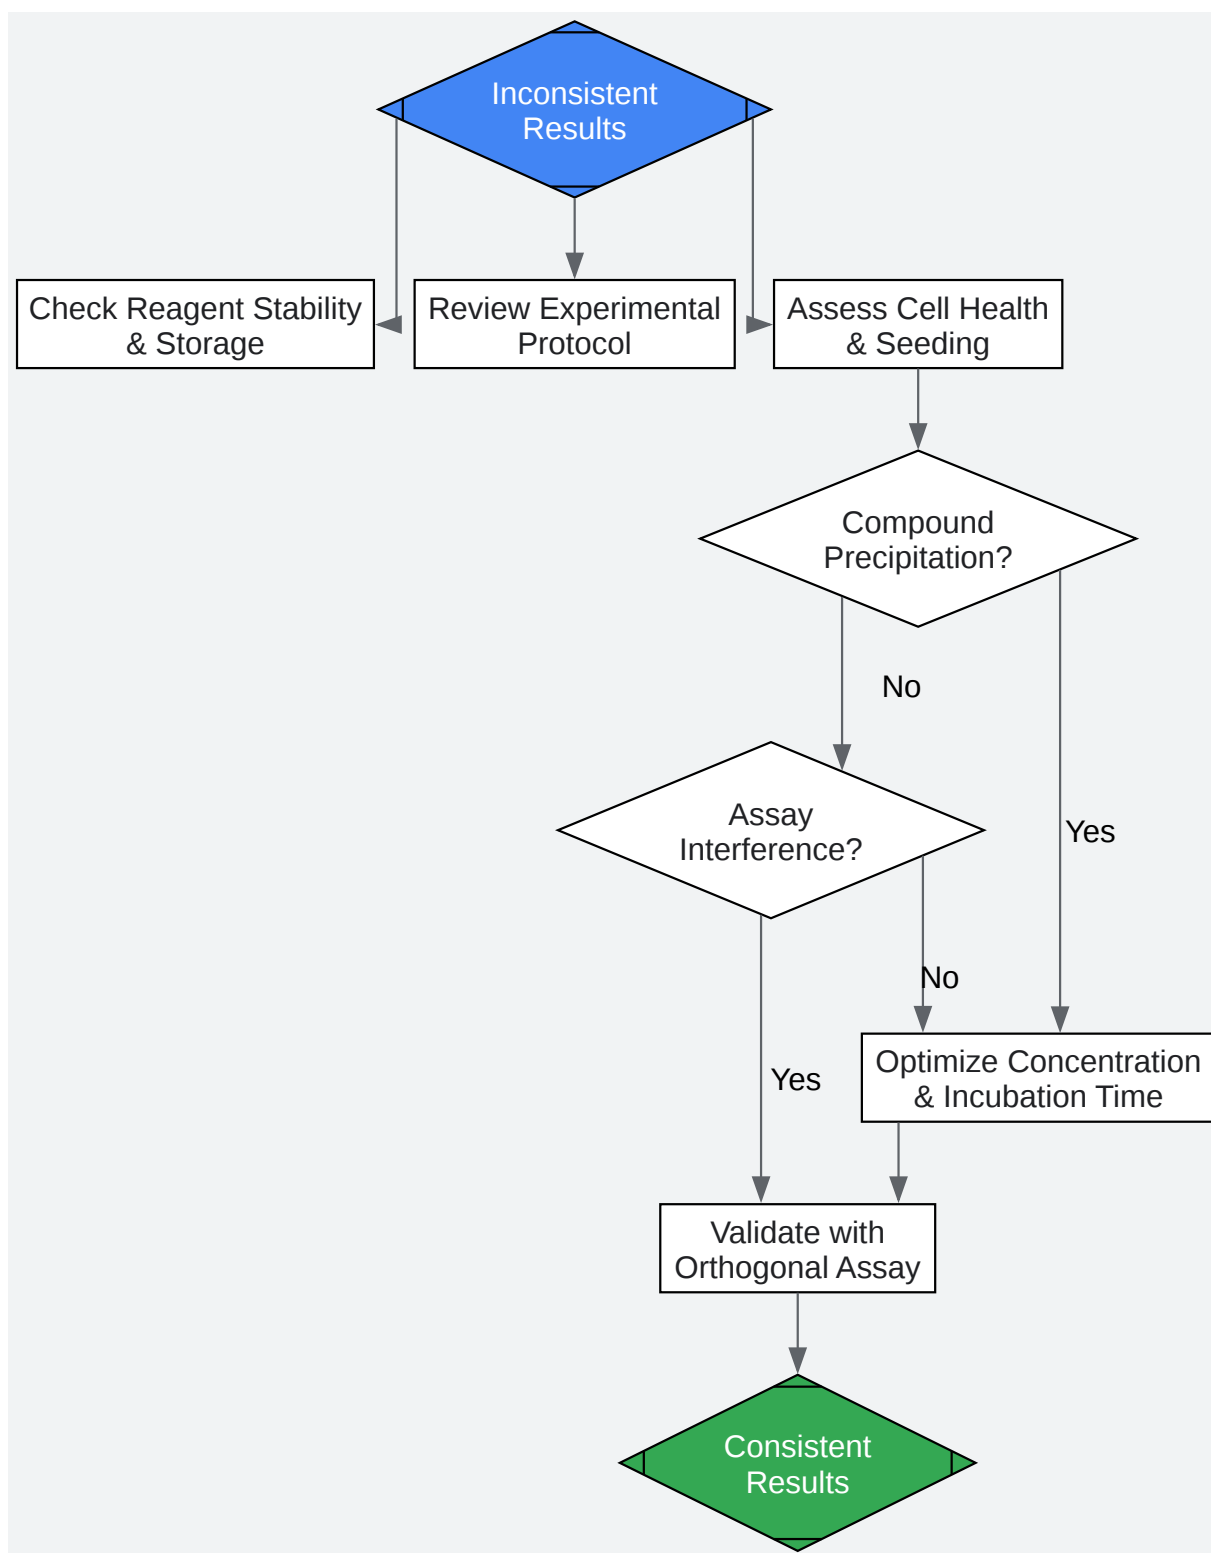 Inconsistent
Results
Check Reagent Stability
& Storage
Review Experimental
Protocol
Assess Cell Health
& Seeding
Compound
Precipitation?
No
Assay
Interference?
Yes
No
Optimize Concentration
& Incubation Time
Yes
Validate with
Orthogonal Assay
Consistent
Results